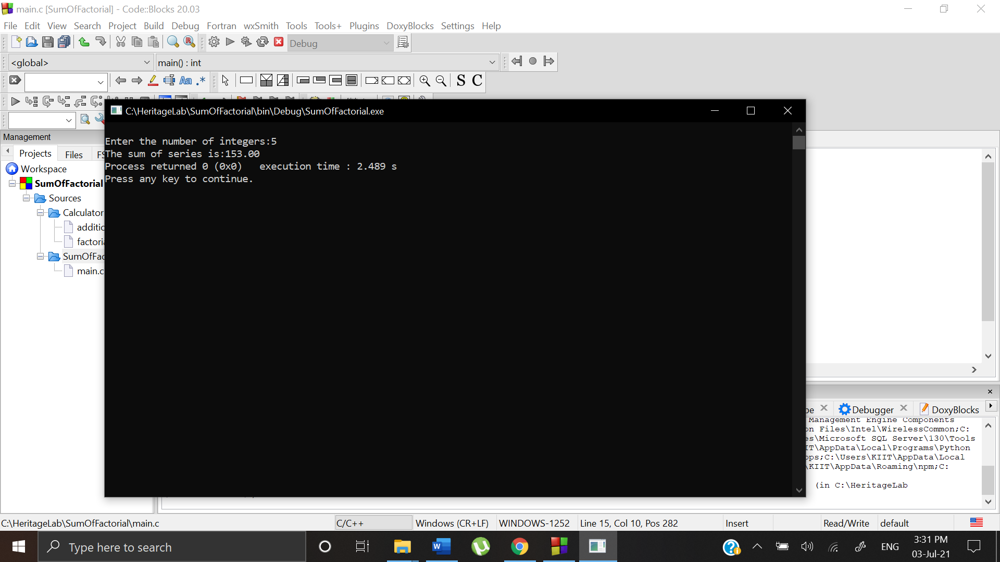 main.c [SumOfFactorial] - Code::Blocks 20.03
File Edit View Search Project Build Debug Fortran wxSmith Tools Tools+ Plugins DoxyBlocks Settings Help
Debug
<global> main() : int
Aa .* S C
C:\HeritageLab\SumOfFactorial\bin\Debug\SumOfFactorial.exe
Enter the number of integers:5
The sum of series is:153.00
Process returned 0 (0x0) execution time : 2.489 s
Press any key to continue.
Management
Projects Files FS
Workspace
SumOfFactorial
Sources
Calculator
additic
factoria
SumOfFac
main.c
Debugger DoxyBlocks
Management Engine Components
on Files\Intel\WirelessCommon;C:
es\Microsoft SQL Server\130\Tools
IT\AppData\Local\Programs\Python
ops;C:\Users\KIIT\AppData\Local
\KIIT\AppData\Roaming\npm;C:
(in C:\HeritageLab
C:\HeritageLab\SumOfFactorial\main.c C/C++ Windows (CR+LF) WINDOWS-1252 Line 15, Col 10, Pos 282 Insert Read/Write default
Type here to search
ENG
3:31 PM
03-Jul-21